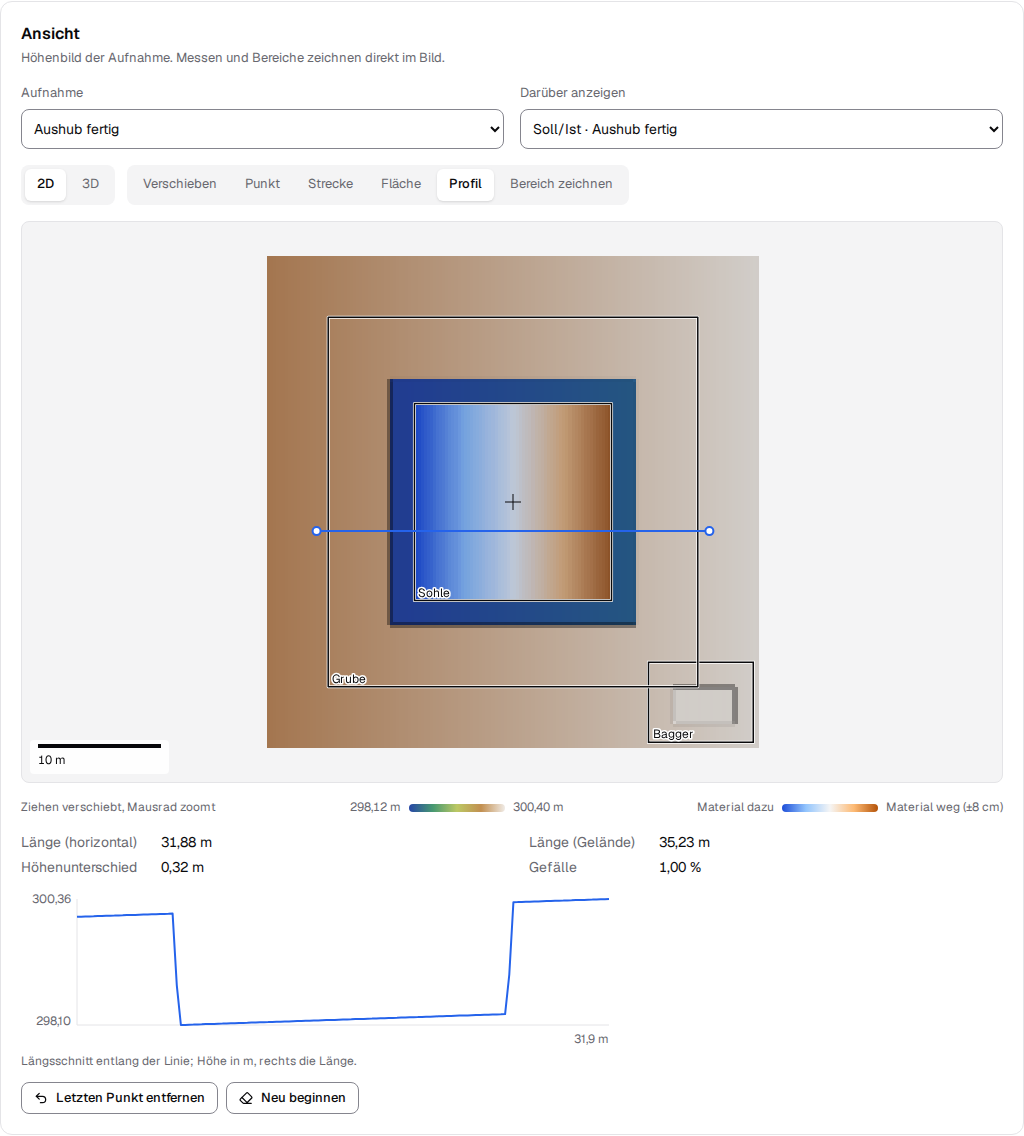 Ansicht
Höhenbild der Aufnahme. Messen und Bereiche zeichnen direkt im Bild.
Aufnahme
Darüber anzeigen
Aushub fertig
Soll/Ist · Aushub fertig
2D 3D Verschieben Punkt Strecke Fläche Profil Bereich zeichnen
Sohle
Grube
Bagger
10 m
Ziehen verschiebt, Mausrad zoomt
298,12 m 300,40 m
Material dazu Material weg (±8 cm)
Länge (horizontal) 31,88 m
Länge (Gelände) 35,23 m
Höhenunterschied 0,32 m
Gefälle 1,00 %
300,36
298,10
31,9 m
Längsschnitt entlang der Linie; Höhe in m, rechts die Länge.
Letzten Punkt entfernen
Neu beginnen